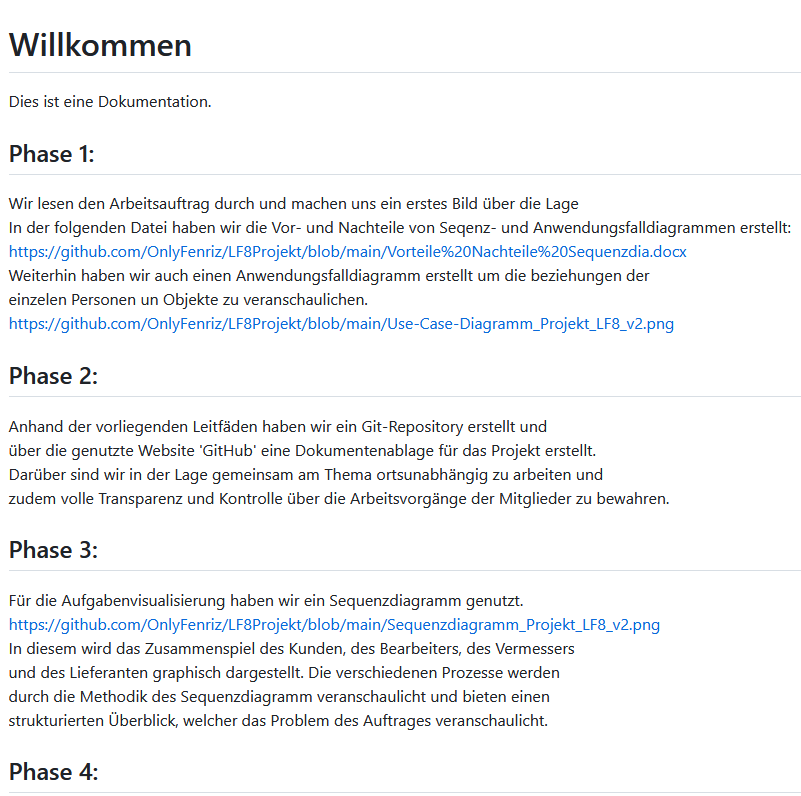 Willkommen
Dies ist eine Dokumentation.
Phase 1:
Wir lesen den Arbeitsauftrag durch und machen uns ein erstes Bild über die Lage
In der folgenden Datei haben wir die Vor- und Nachteile von Seqenz- und Anwendungsfalldiagrammen erstellt:
https://github.com/OnlyFenriz/LF8Projekt/blob/main/Vorteile%20Nachteile%20Sequenzdia.docx
Weiterhin haben wir auch einen Anwendungsfalldiagramm erstellt um die beziehungen der
einzelen Personen un Objekte zu veranschaulichen.
https://github.com/OnlyFenriz/LF8Projekt/blob/main/Use-Case-Diagramm_Projekt_LF8_v2.png
Phase 2:
Anhand der vorliegenden Leitfäden haben wir ein Git-Repository erstellt und
über die genutzte Website 'GitHub' eine Dokumentenablage für das Projekt erstellt.
Darüber sind wir in der Lage gemeinsam am Thema ortsunabhängig zu arbeiten und
zudem volle Transparenz und Kontrolle über die Arbeitsvorgänge der Mitglieder zu bewahren.
Phase 3:
Für die Aufgabenvisualisierung haben wir ein Sequenzdiagramm genutzt.
https://github.com/OnlyFenriz/LF8Projekt/blob/main/Sequenzdiagramm_Projekt_LF8_v2.png
In diesem wird das Zusammenspiel des Kunden, des Bearbeiters, des Vermessers
und des Lieferanten graphisch dargestellt. Die verschiedenen Prozesse werden
durch die Methodik des Sequenzdiagramm veranschaulicht und bieten einen
strukturierten Überblick, welcher das Problem des Auftrages veranschaulicht.
Phase 4: